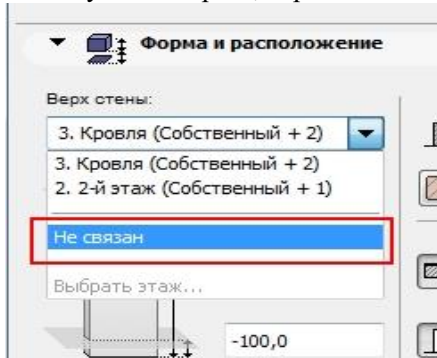 Форма и расположение
Верх стены:
3. Кровля (Собственный + 2)
3. Кровля (Собственный + 2)
2. 2-й этаж (Собственный + 1)
Не связан
Выбрать этаж...
-100,0